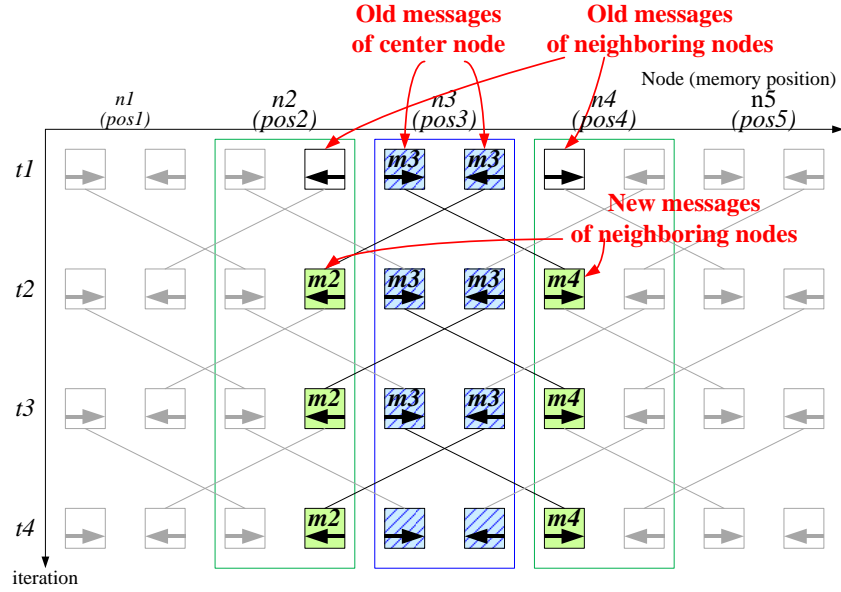 Old messages
of center node
Old messages
of neighboring nodes
Node (memory position)
n1
(pos1)
n2
(pos2)
n3
(pos3)
n4
(pos4)
n5
(pos5)
t1
m3
m3
New messages
of neighboring nodes
t2
m2
m3
m3
m4
t3
m2
m3
m3
m4
t4
m2
m4
iteration